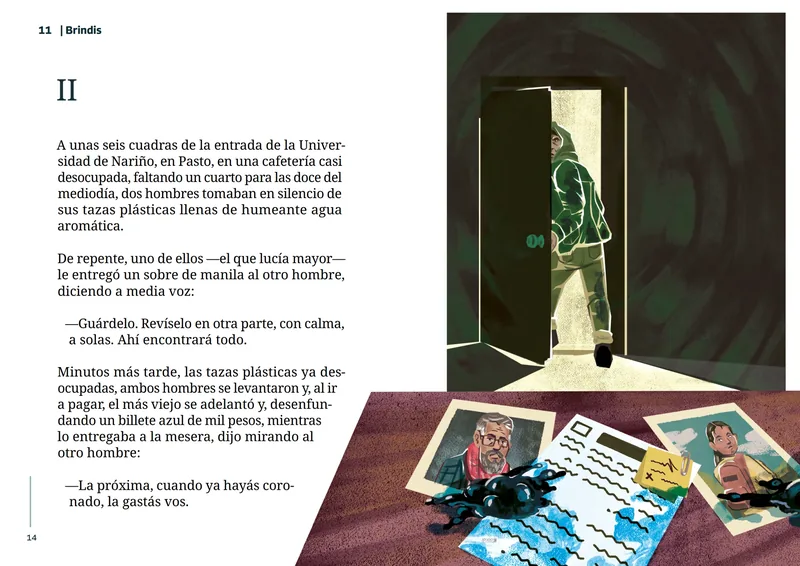 11 | Brindis
II
A unas seis cuadras de la entrada de la Univer-
sidad de Nariño, en Pasto, en una cafetería casi
desocupada, faltando un cuarto para las doce del
mediodía, dos hombres tomaban en silencio de
sus tazas plásticas llenas de humeante agua
aromática.
De repente, uno de ellos —el que lucía mayor—
le entregó un sobre de manila al otro hombre,
diciendo a media voz:
—Guárdelo. Revíselo en otra parte, con calma,
a solas. Ahí encontrará todo.
Minutos más tarde, las tazas plásticas ya des-
ocupadas, ambos hombres se levantaron y, al ir
a pagar, el más viejo se adelantó y, desenfun-
dando un billete azul de mil pesos, mientras
lo entregaba a la mesera, dijo mirando al
otro hombre:
—La próxima, cuando ya hayás coro-
nado, la gastás vos.
14